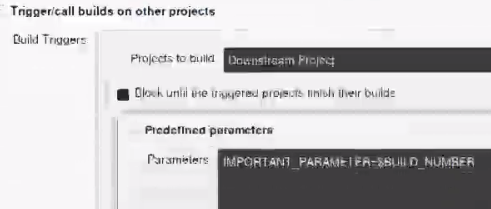 Trigger/call builds on other projects
Build Triggers
Projects to build Downstream Project
Block until the triggered projects finish their builds
Predefined parameters
Parameters IMPORTANT_PARAMETER=$BUILD_NUMBER